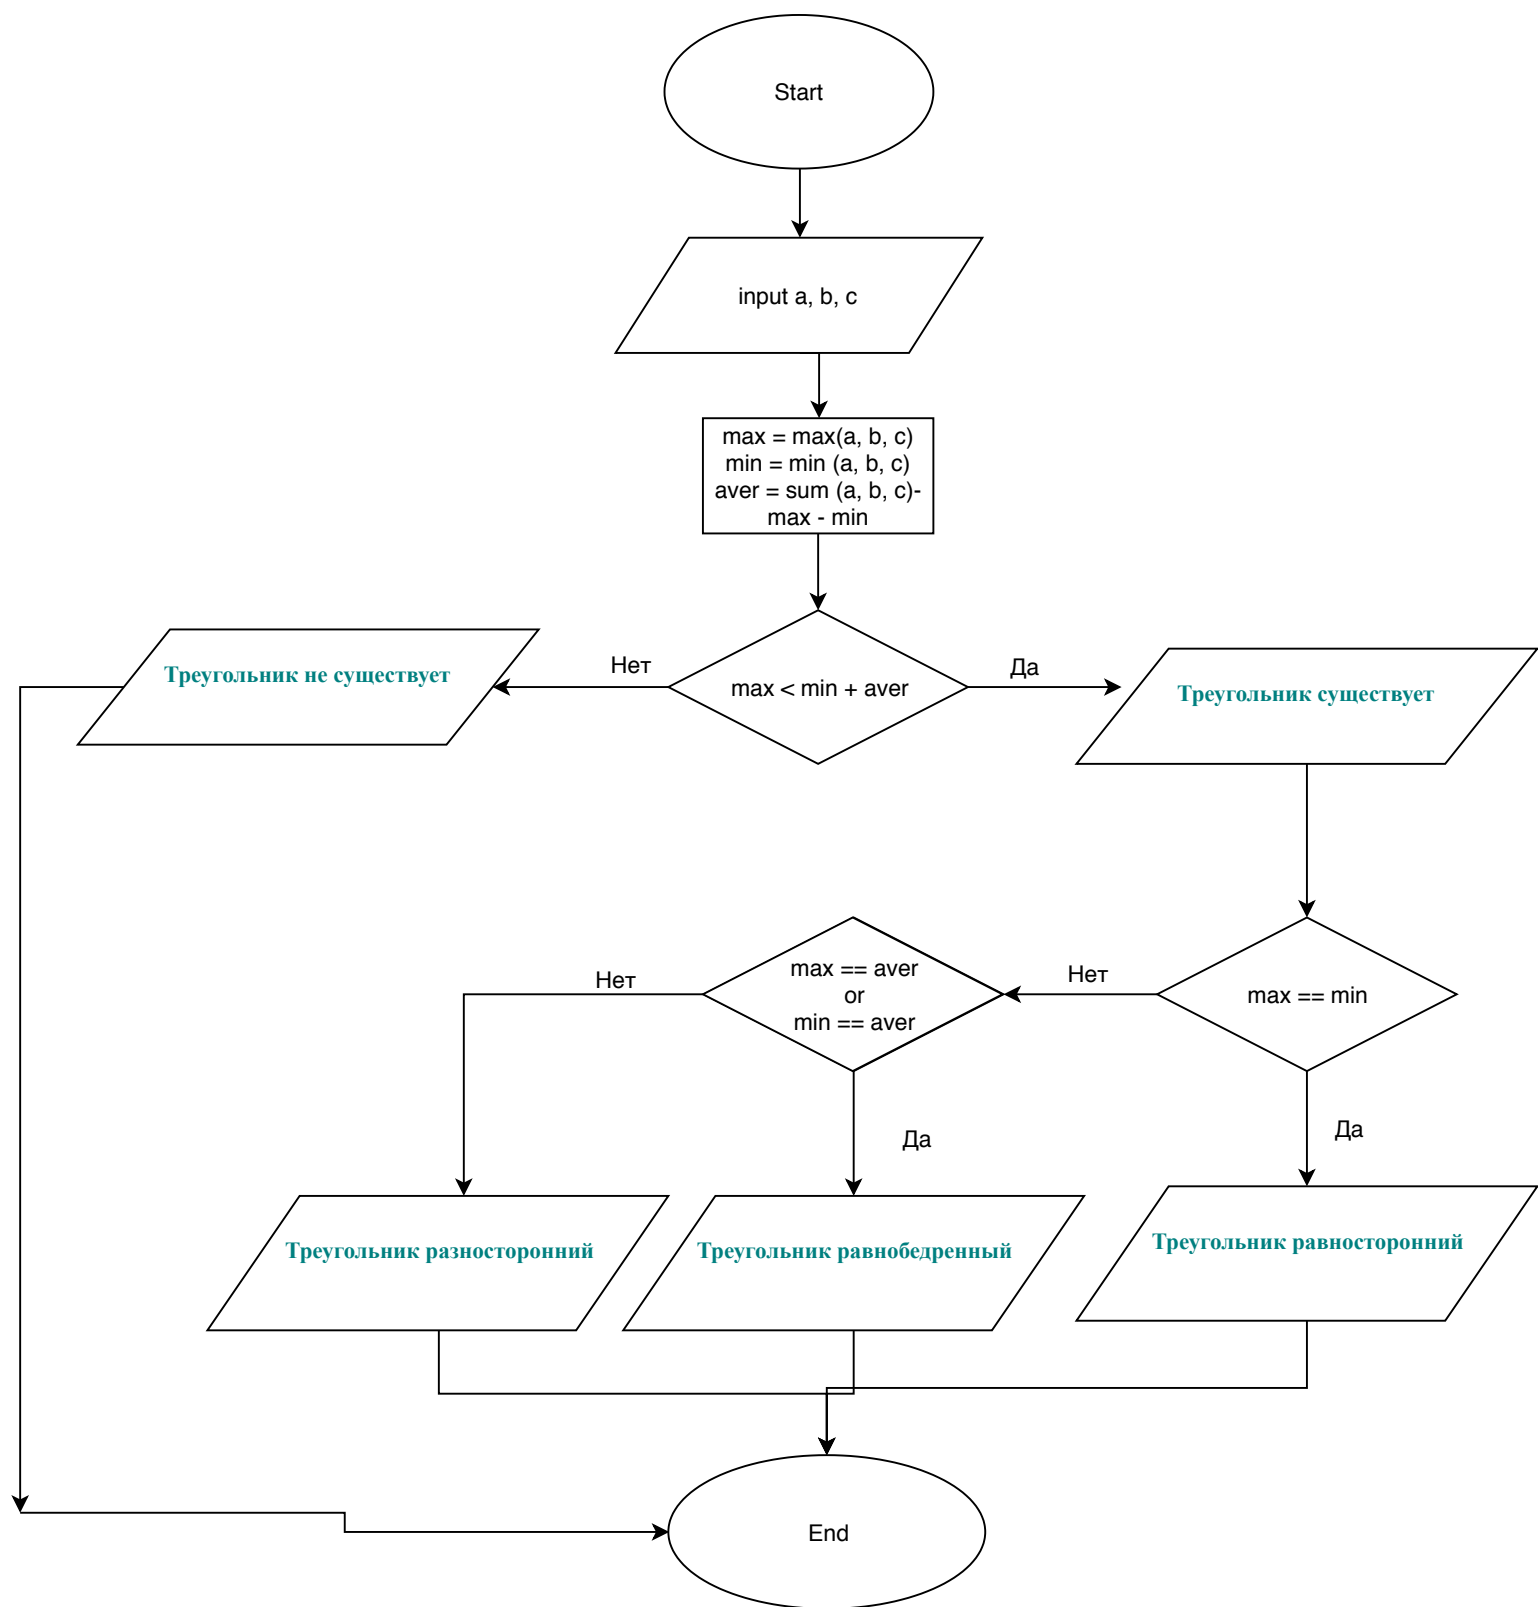 Start
input a, b, c
max = max(a, b, c)
min = min (a, b, c)
aver = sum (a, b, c)-
max - min
Нет
Да
Треугольник не существует
max < min + aver
Треугольник существует
Нет
max == aver
or
min == aver
Нет
max == min
Да
Да
Треугольник разносторонний
Треугольник равнобедренный
Треугольник равносторонний
End